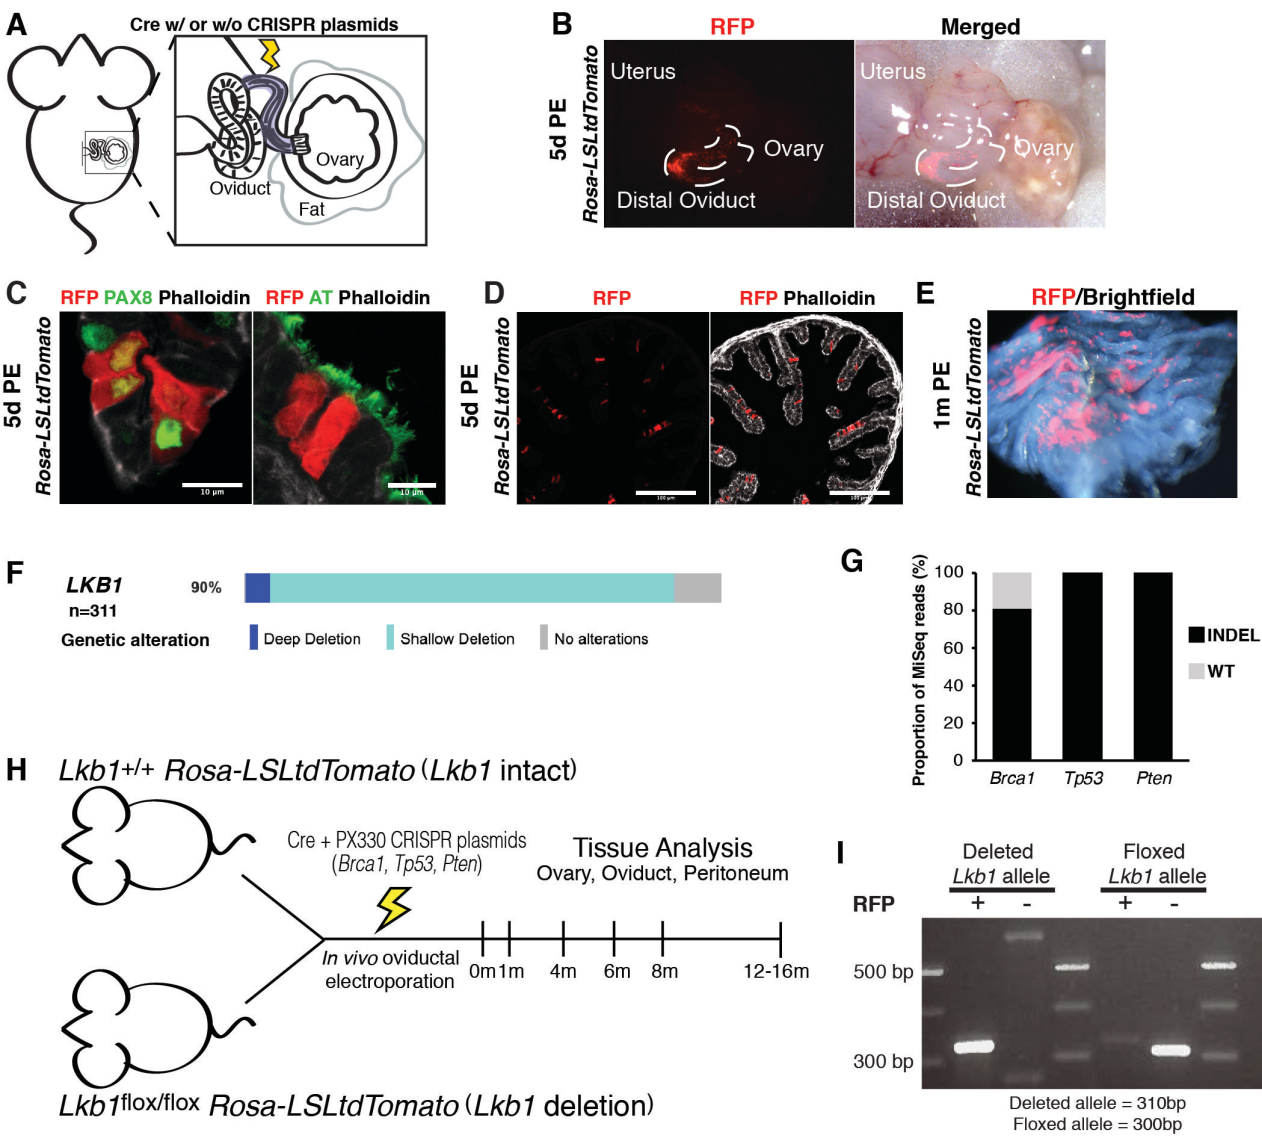 A
Cre w/ or w/o CRISPR plasmids
Ovary
Oviduct
Fat
B
RFP
Merged
5d PE
Rosa-LSLtdTomato
Uterus
Ovary
Distal Oviduct
Uterus
Ovary
Distal Oviduct
C
RFP PAX8 Phalloidin
RFP AT Phalloidin
5d PE
Rosa-LSLtdTomato
10 µm
10 µm
D
RFP
RFP Phalloidin
5d PE
Rosa-LSLtdTomato
100 µm
100 µm
E
RFP/Brightfield
1m PE
Rosa-LSLtdTomato
F
LKB1
90%
n=311
Genetic alteration
Deep Deletion
Shallow Deletion
No alterations
G
Proportion of MiSeq reads (%)
100
80
60
40
20
0
Brca1
Tp53
Pten
INDEL
WT
H
Lkb1+/+ Rosa-LSLtdTomato (Lkb1 intact)
Cre + PX330 CRISPR plasmids
(Brca1, Tp53, Pten)
Tissue Analysis
Ovary, Oviduct, Peritoneum
In vivo oviductal
electroporation
0m 1m 4m 6m 8m 12-16m
Lkb1flox/flox Rosa-LSLtdTomato (Lkb1 deletion)
I
Deleted
Lkb1 allele
Floxed
Lkb1 allele
RFP + - + -
500 bp
300 bp
Deleted allele = 310bp
Floxed allele = 300bp